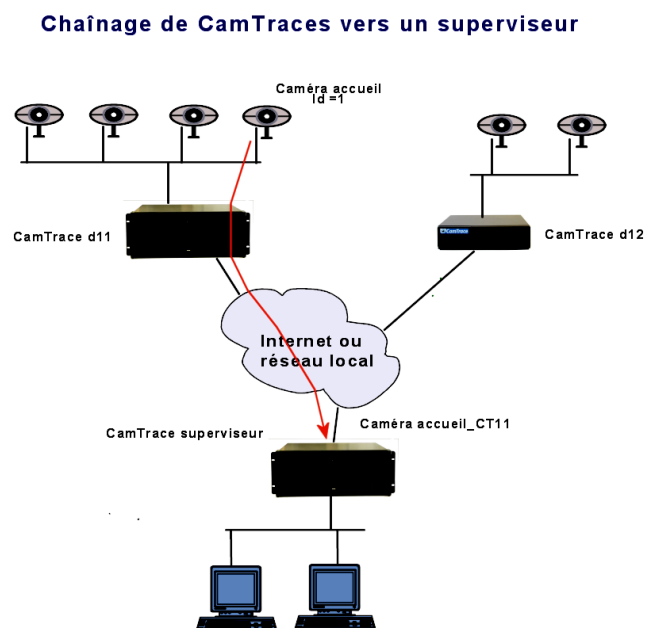 Chaînage de CamTraces vers un superviseur
Caméra accueil
Id =1
CamTrace d11
CamTrace
CamTrace d12
Internet ou
réseau local
Caméra accueil_CT11
CamTrace superviseur